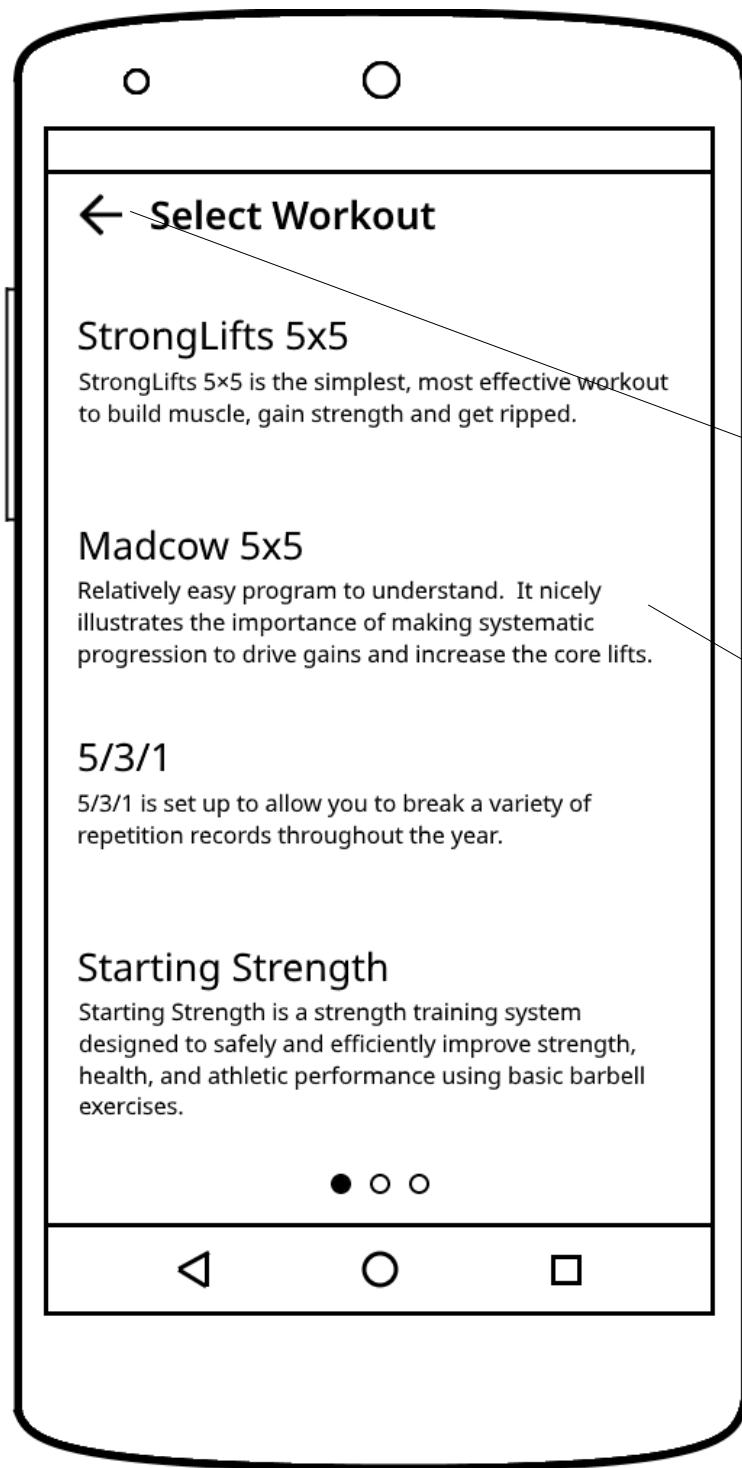 Select Workout
StrongLifts 5x5
StrongLifts 5×5 is the simplest, most effective workout
to build muscle, gain strength and get ripped.
Madcow 5x5
Relatively easy program to understand.  It nicely
illustrates the importance of making systematic
progression to drive gains and increase the core lifts.
5/3/1
5/3/1 is set up to allow you to break a variety of
repetition records throughout the year.
Starting Strength
Starting Strength is a strength training system
designed to safely and efficiently improve strength,
health, and athletic performance using basic barbell
exercises.